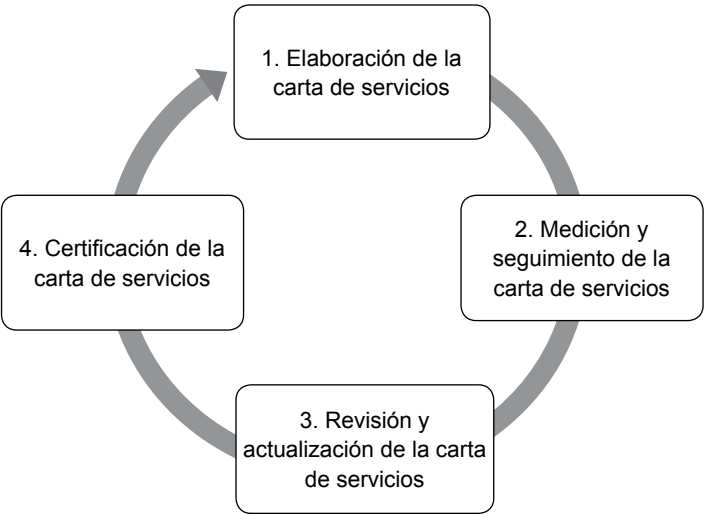 1. Elaboración de la
carta de servicios
2. Medición y
seguimiento de la
carta de servicios
3. Revisión y
actualización de la carta
de servicios
4. Certificación de la
carta de servicios